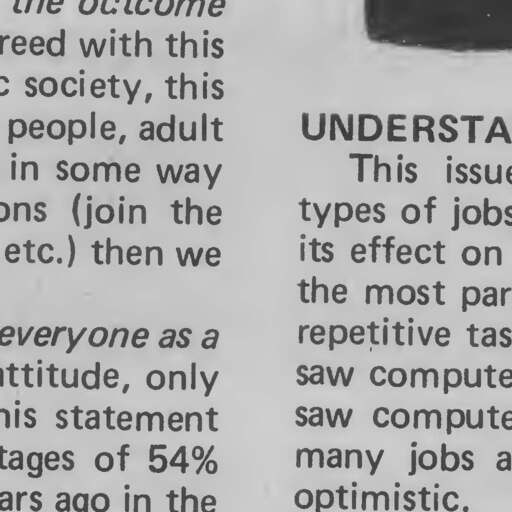 the outcome
reed with this
c society, this
people, adult
in some way
ons (join the
etc.) then we
everyone as a
attitude, only
his statement
tages of 54%
ars ago in the
UNDERSTA
This issue
types of jobs
its effect on
the most par
repetitive tas
saw compute
saw compute
many jobs a
optimistic.